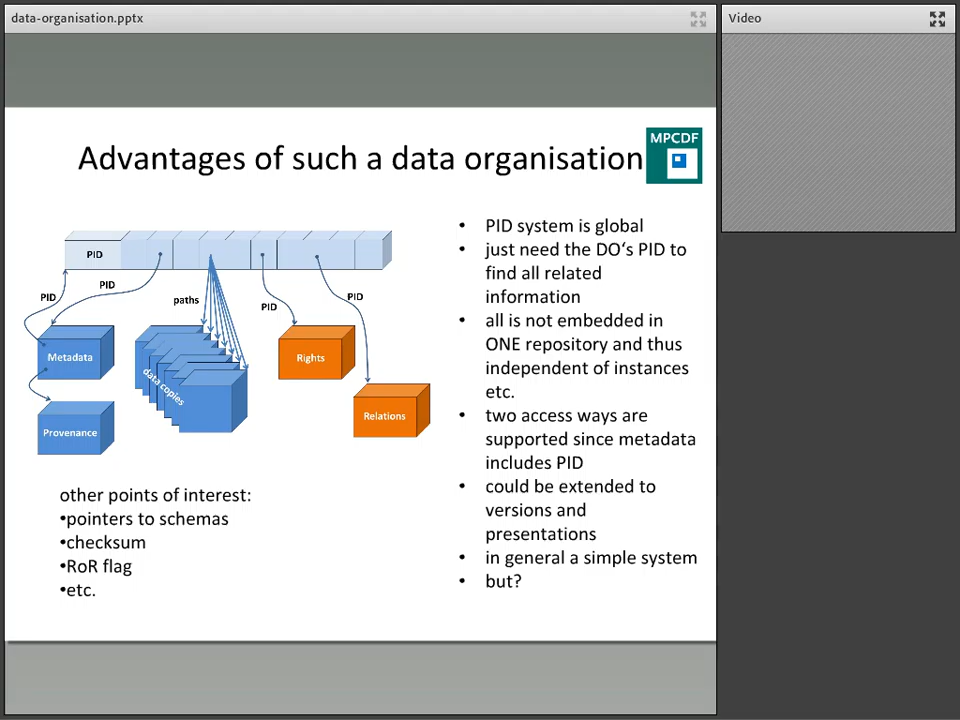 data-organisation.pptx
Video
Advantages of such a data organisation
MPCDF
PID
PID
PID
paths
PID
PID
Metadata
data copies
Rights
Relations
Provenance
other points of interest:
•pointers to schemas
•checksum
•RoR flag
•etc.
• PID system is global
• just need the DO‘s PID to
find all related
information
• all is not embedded in
ONE repository and thus
independent of instances
etc.
• two access ways are
supported since metadata
includes PID
• could be extended to
versions and
presentations
• in general a simple system
• but?